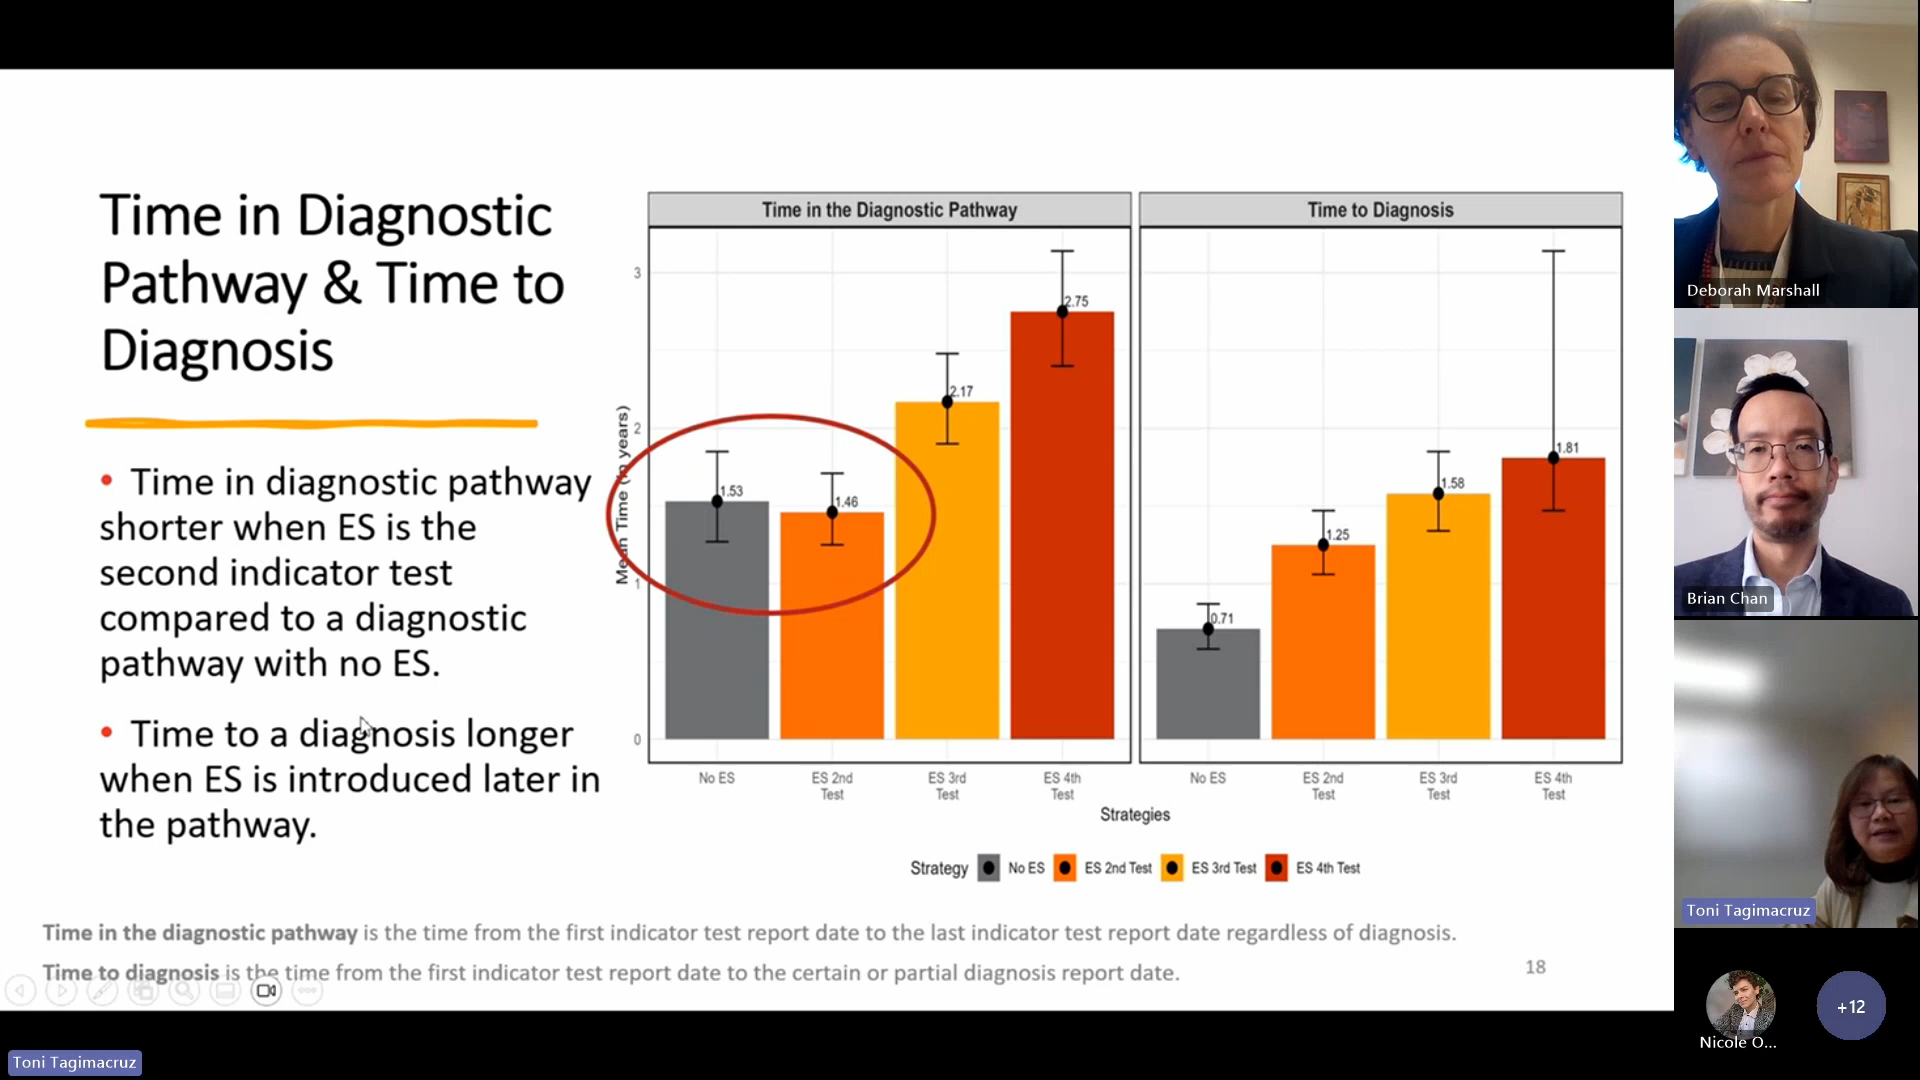 Time in Diagnostic
Pathway & Time to
Diagnosis
• Time in diagnostic pathway
shorter when ES is the
second indicator test
compared to a diagnostic
pathway with no ES.
• Time to a diagnosis longer
when ES is introduced later in
the pathway.
Time in the Diagnostic Pathway
Time to Diagnosis
Mean Time (in years)
3
2
1
0
1.53
1.46
2.17
2.75
0.71
1.25
1.58
1.81
No ES
ES 2nd
Test
ES 3rd
Test
ES 4th
Test
No ES
ES 2nd
Test
ES 3rd
Test
ES 4th
Test
Strategies
Strategy No ES ES 2nd Test ES 3rd Test ES 4th Test
Time in the diagnostic pathway is the time from the first indicator test report date to the last indicator test report date regardless of diagnosis.
Time to diagnosis is the time from the first indicator test report date to the certain or partial diagnosis report date.
18
Toni Tagimacruz
Deborah Marshall
Brian Chan
Toni Tagimacruz
Nicole O...
+12